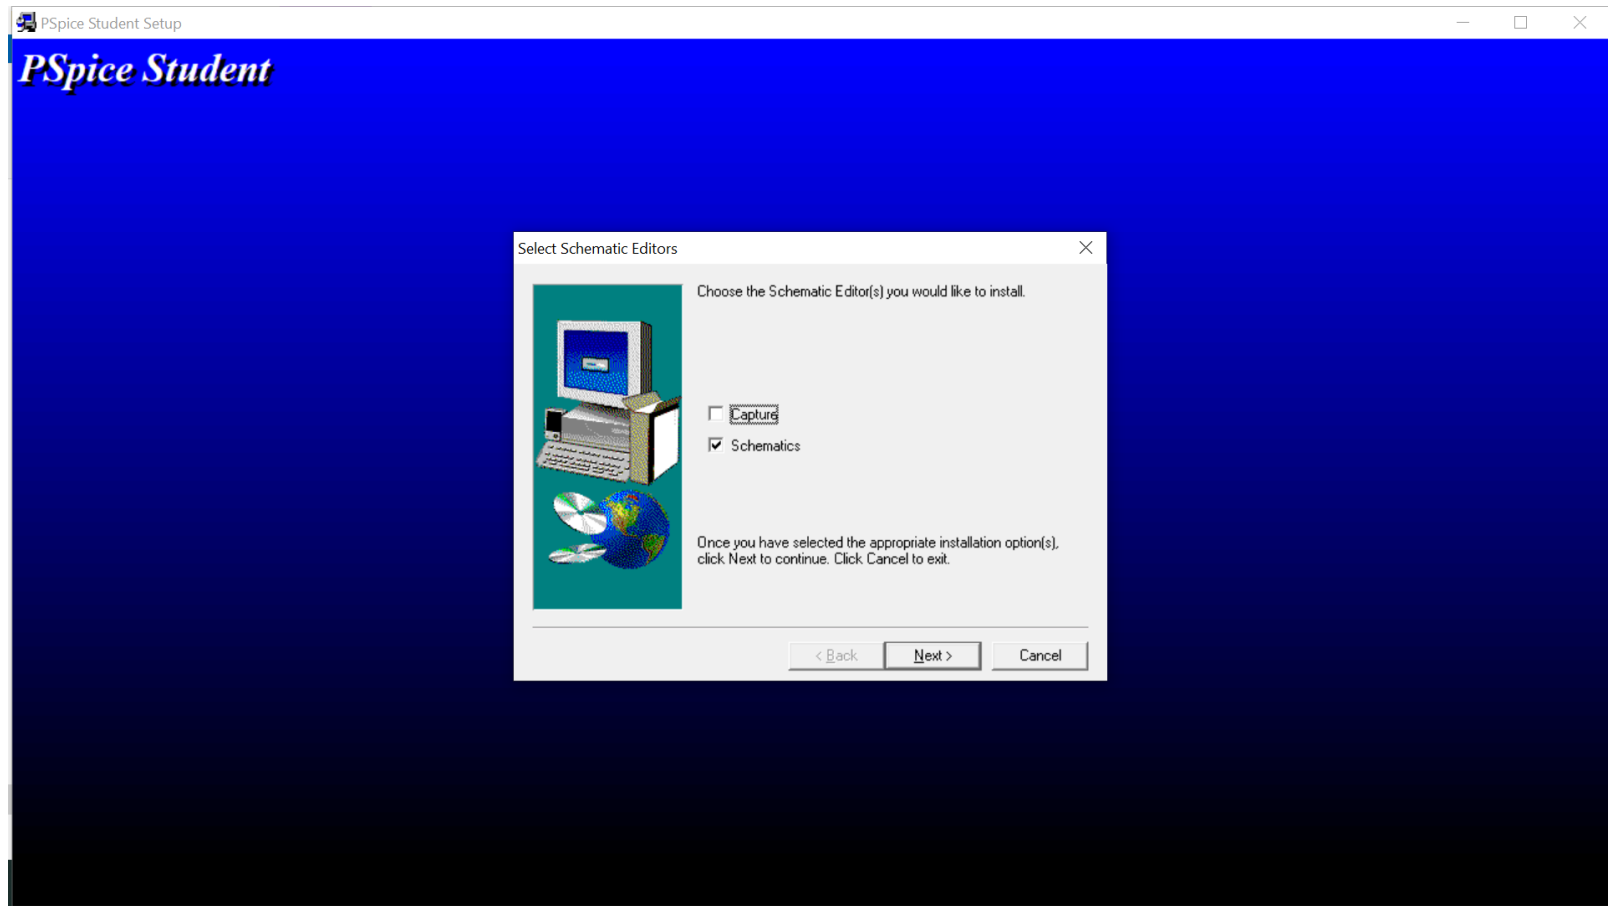 PSpice Student Setup
PSpice Student
Select Schematic Editors
Choose the Schematic Editor(s) you would like to install.
Capture
Schematics
Once you have selected the appropriate installation option(s),
click Next to continue. Click Cancel to exit.
< Back
Next >
Cancel